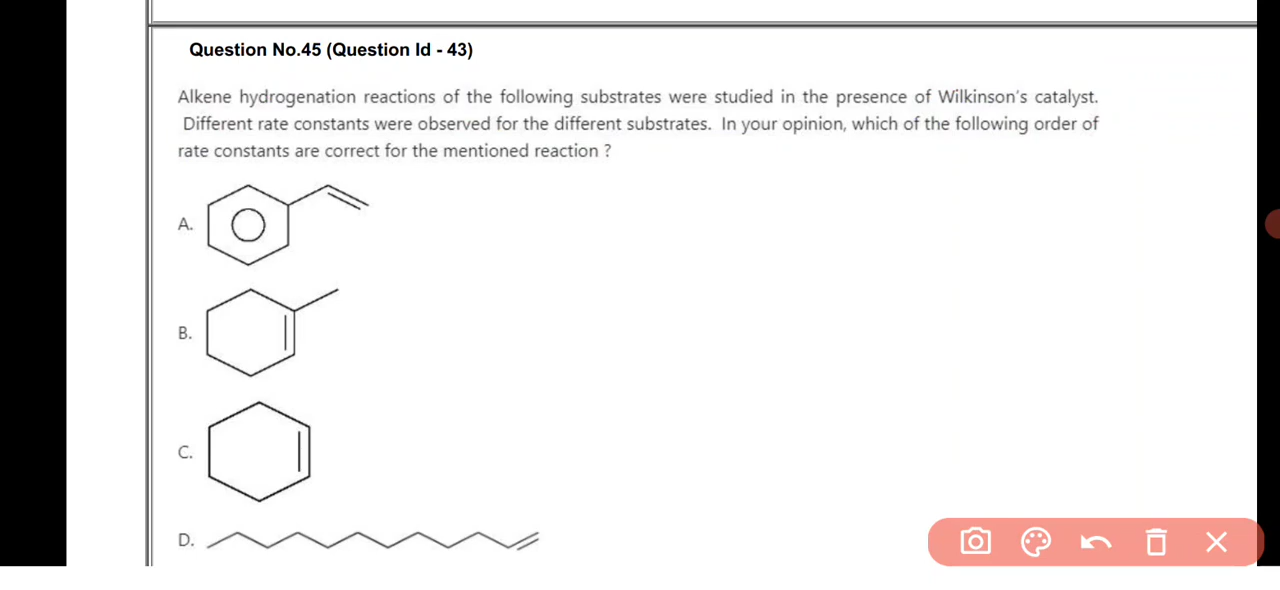 Question No.45 (Question Id - 43)
Alkene hydrogenation reactions of the following substrates were studied in the presence of Wilkinson's catalyst.
Different rate constants were observed for the different substrates. In your opinion, which of the following order of
rate constants are correct for the mentioned reaction ?
A.
B.
C.
D.